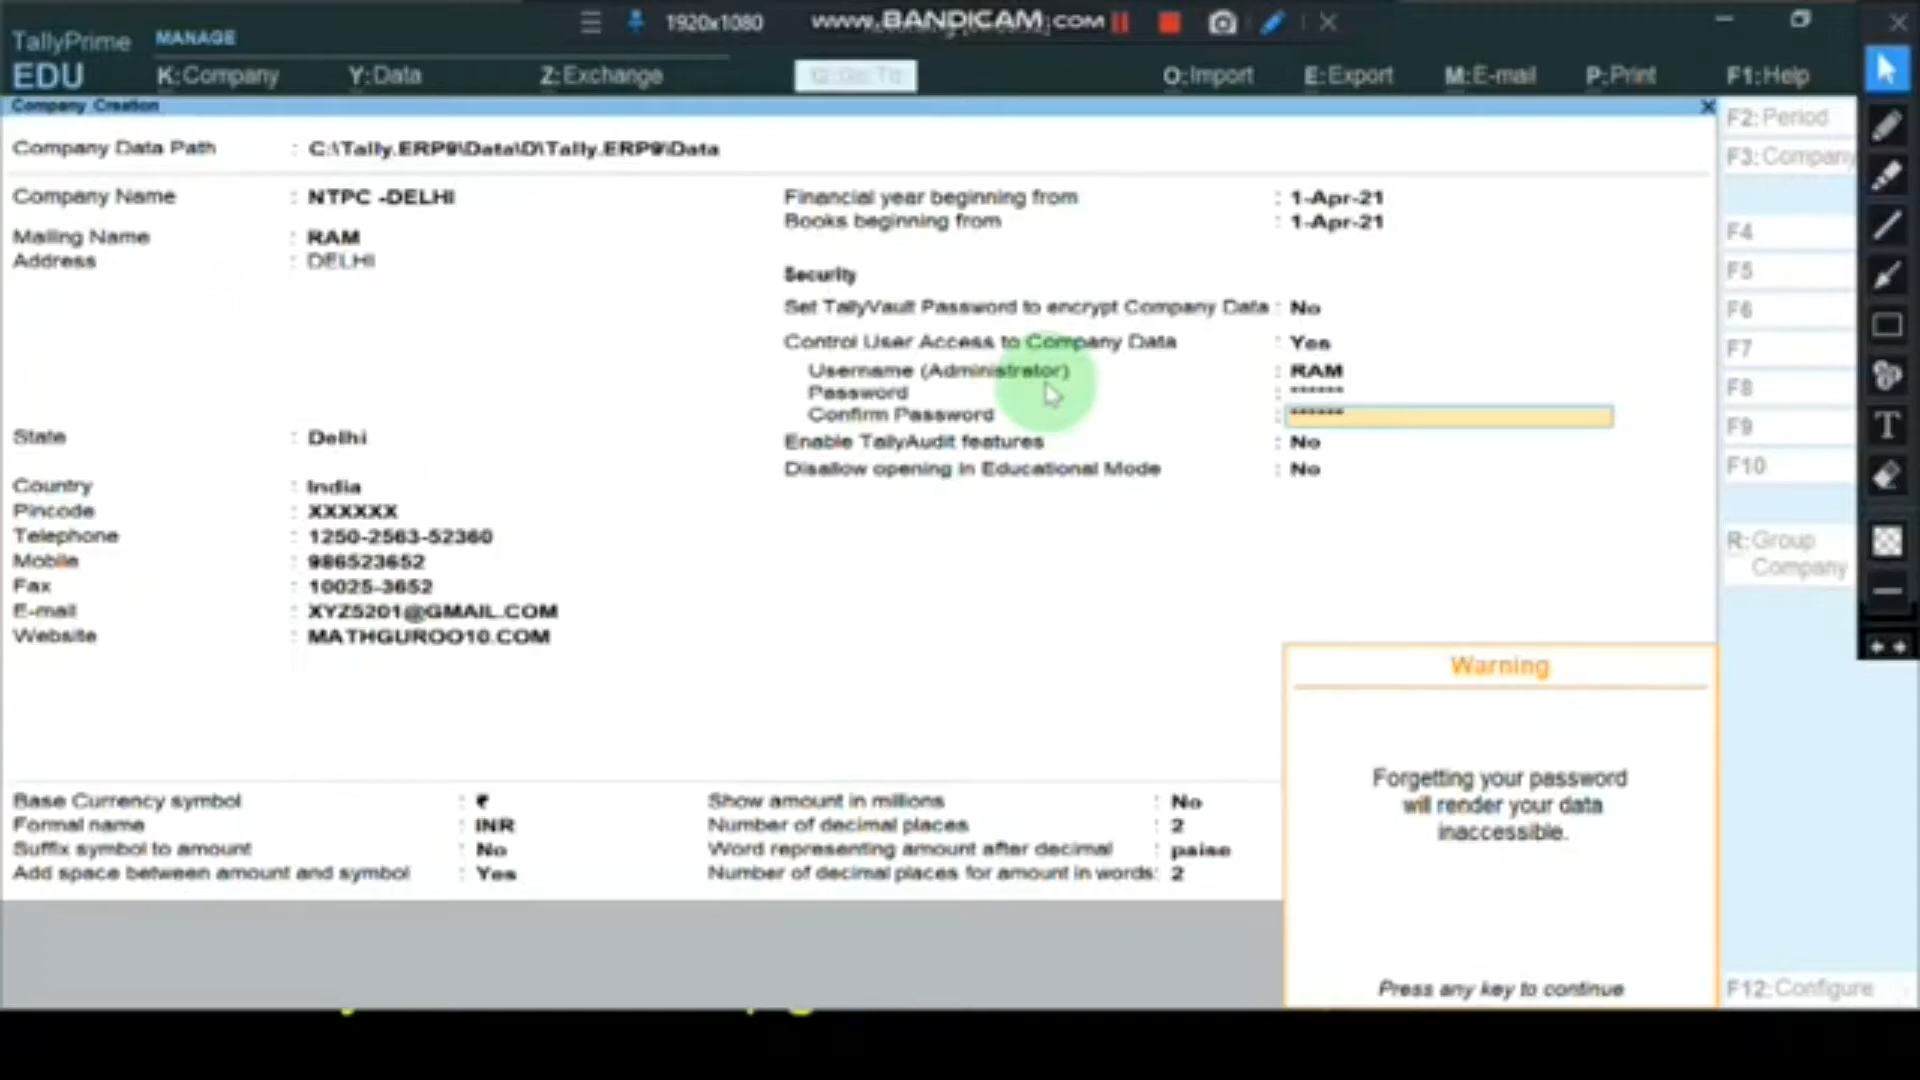 1920x1080 www.BANDICAM.COM
TallyPrime MANAGE
EDU K:Company Y:Data Z:Exchange O:Import E:Export M:E-mail P:Print F1:Help
Company Creation
Company Data Path : C:\Tally.ERP9\Data\D\Tally.ERP9\Data
Company Name : NTPC -DELHI
Mailing Name : RAM
Address : DELHI
State : Delhi
Country : India
Pincode : XXXXXX
Telephone : 1250-2563-52360
Mobile : 986523652
Fax : 10025-3652
E-mail : XYZ5201@GMAIL.COM
Website : MATHGUROO10.COM
Financial year beginning from : 1-Apr-21
Books beginning from : 1-Apr-21
Security
Set TallyVault Password to encrypt Company Data : No
Control User Access to Company Data : Yes
Username (Administrator) : RAM
Password : ******
Confirm Password : ******
Enable TallyAudit features : No
Disallow opening in Educational Mode : No
Base Currency symbol : ₹
Formal name : INR
Suffix symbol to amount : No
Add space between amount and symbol : Yes
Show amount in millions : No
Number of decimal places : 2
Word representing amount after decimal : paise
Number of decimal places for amount in words: 2
Warning
Forgetting your password
will render your data
inaccessible.
Press any key to continue
F2:Period
F3:Company
F4
F5
F6
F7
F8
F9
F10
R:Group
Company
F12:Configure